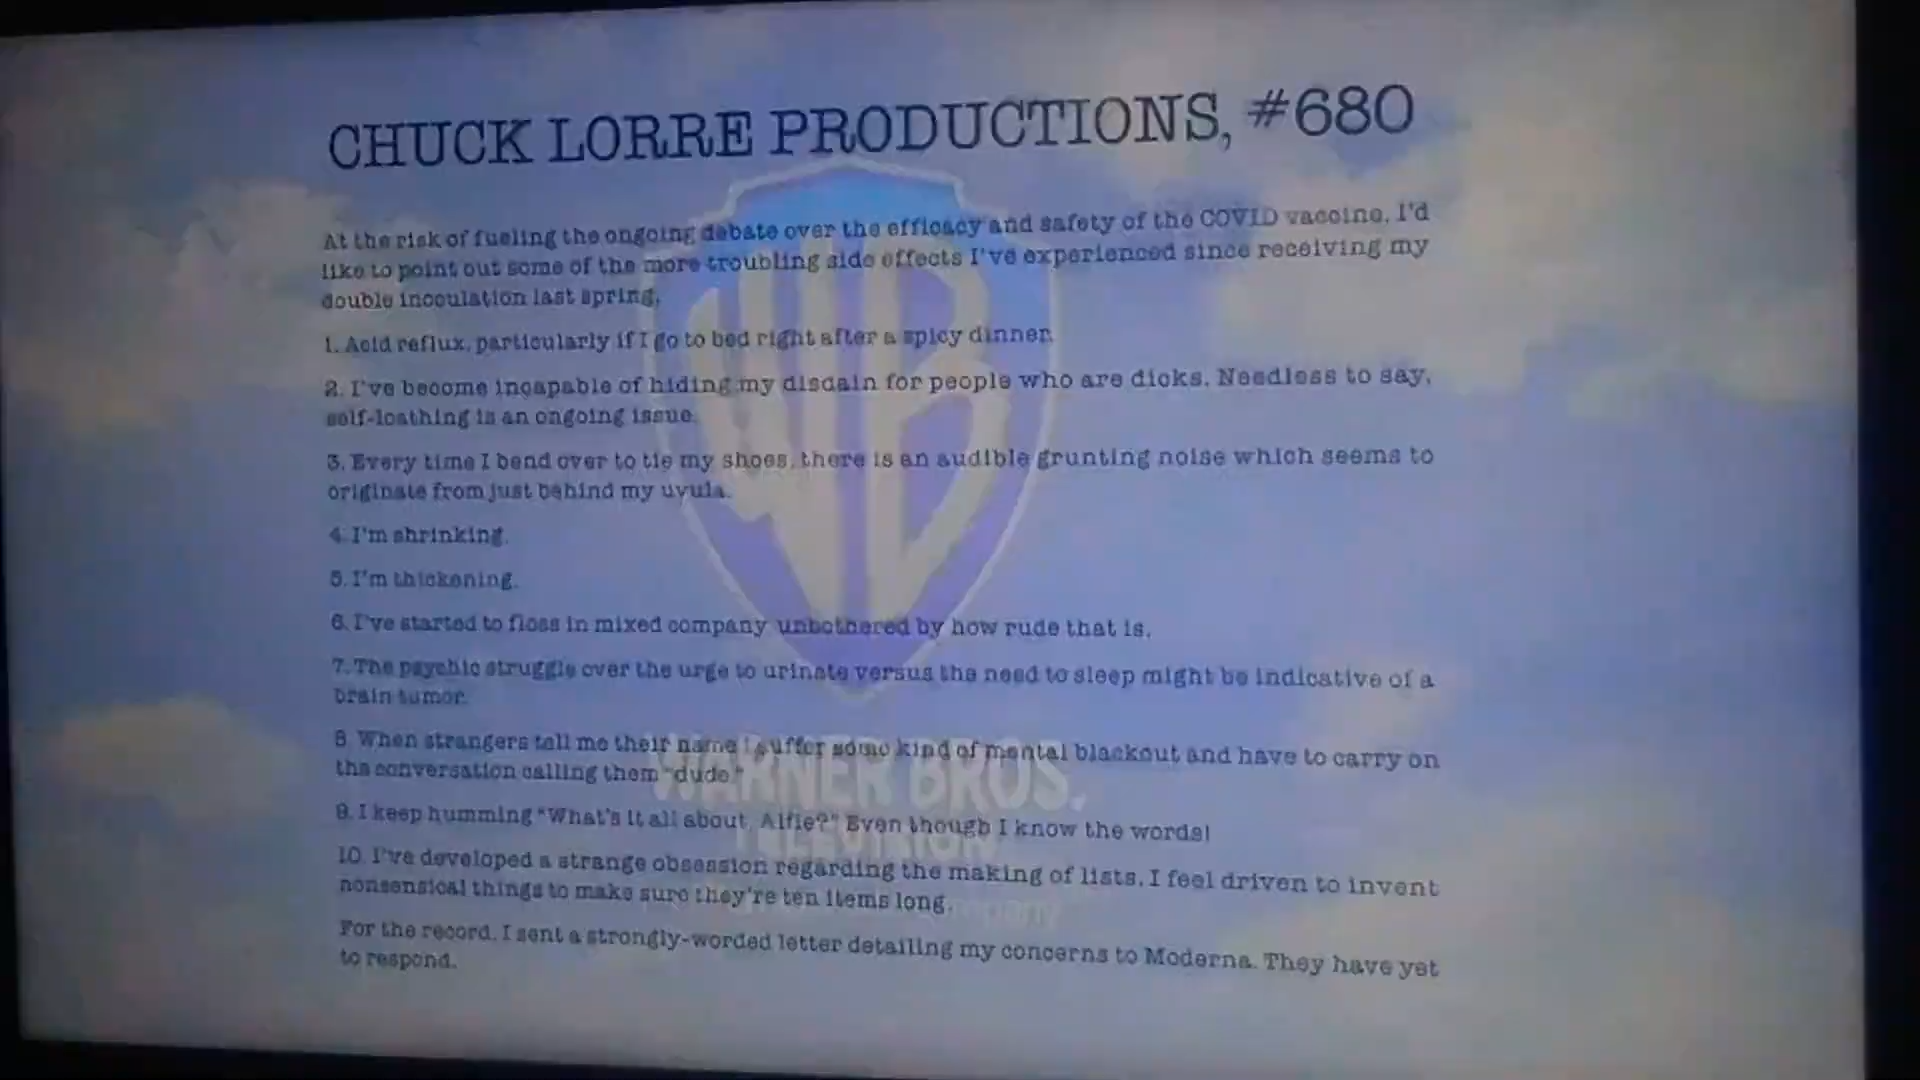 CHUCK LORRE PRODUCTIONS, #680
At the risk of fueling the ongoing debate over the efficacy and safety of the COVID vaccine, I'd
like to point out some of the more troubling side effects I've experienced since receiving my
double inoculation last spring.
1. Acid reflux, particularly if I go to bed right after a spicy dinner.
2. I've become incapable of hiding my disdain for people who are dicks. Needless to say,
self-loathing is an ongoing issue.
3. Every time I bend over to tie my shoes, there is an audible grunting noise which seems to
originate from just behind my uvula.
4. I'm shrinking.
5. I'm thickening.
6. I've started to floss in mixed company unbothered by how rude that is.
7. The psychic struggle over the urge to urinate versus the need to sleep might be indicative of a
brain tumor.
8. When strangers tell me their name I suffer some kind of mental blackout and have to carry on
the conversation calling them "dude."
9. I keep humming "What's it all about, Alfie?" Even though I know the words!
10. I've developed a strange obsession regarding the making of lists. I feel driven to invent
nonsensical things to make sure they're ten items long.
For the record, I sent a strongly-worded letter detailing my concerns to Moderna. They have yet
to respond.
WB
WARNER BROS.
TELEVISION